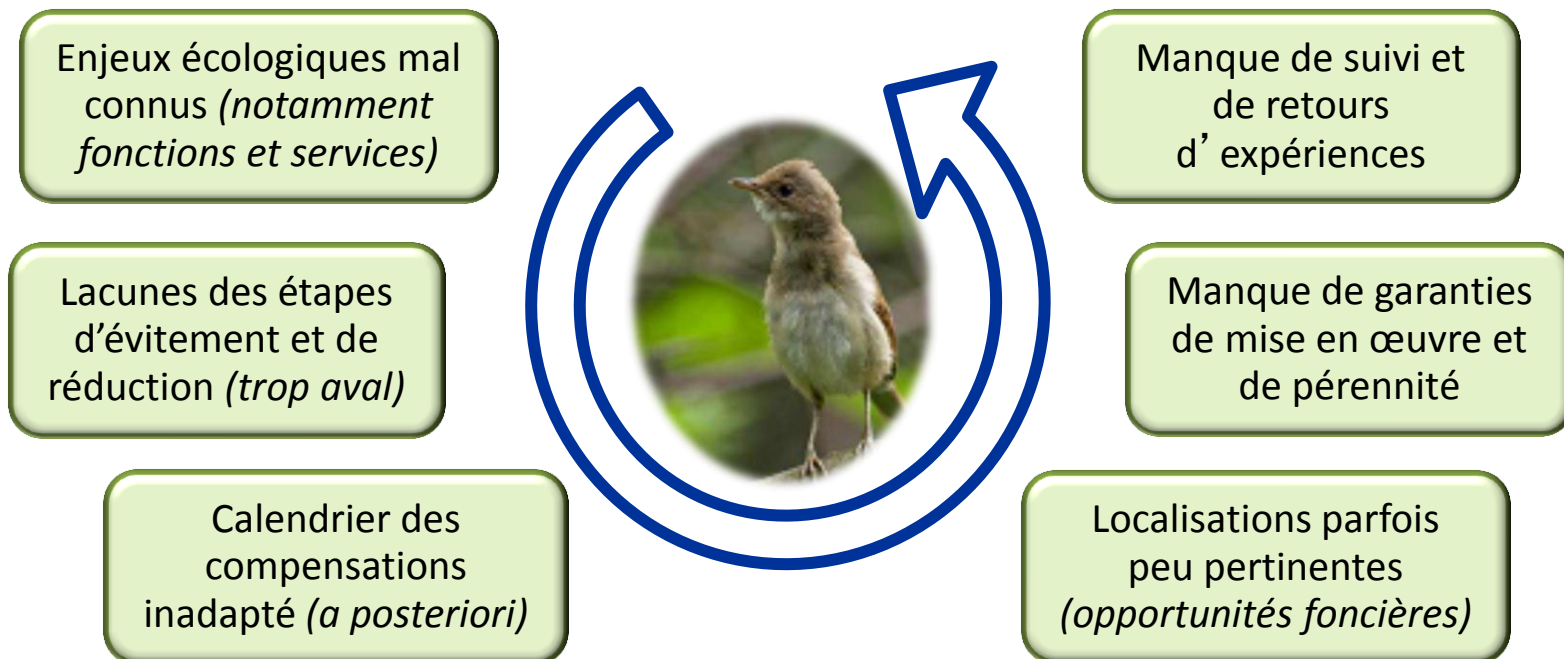 Enjeux écologiques mal
connus (notamment
fonctions et services)
Lacunes des étapes
d’évitement et de
réduction (trop aval)
Calendrier des
compensations
inadapté (a posteriori)
Localisations parfois
peu pertinentes
(opportunités foncières)
Manque de garanties
de mise en œuvre et
de pérennité
Manque de suivi et
de retours
d’ expériences